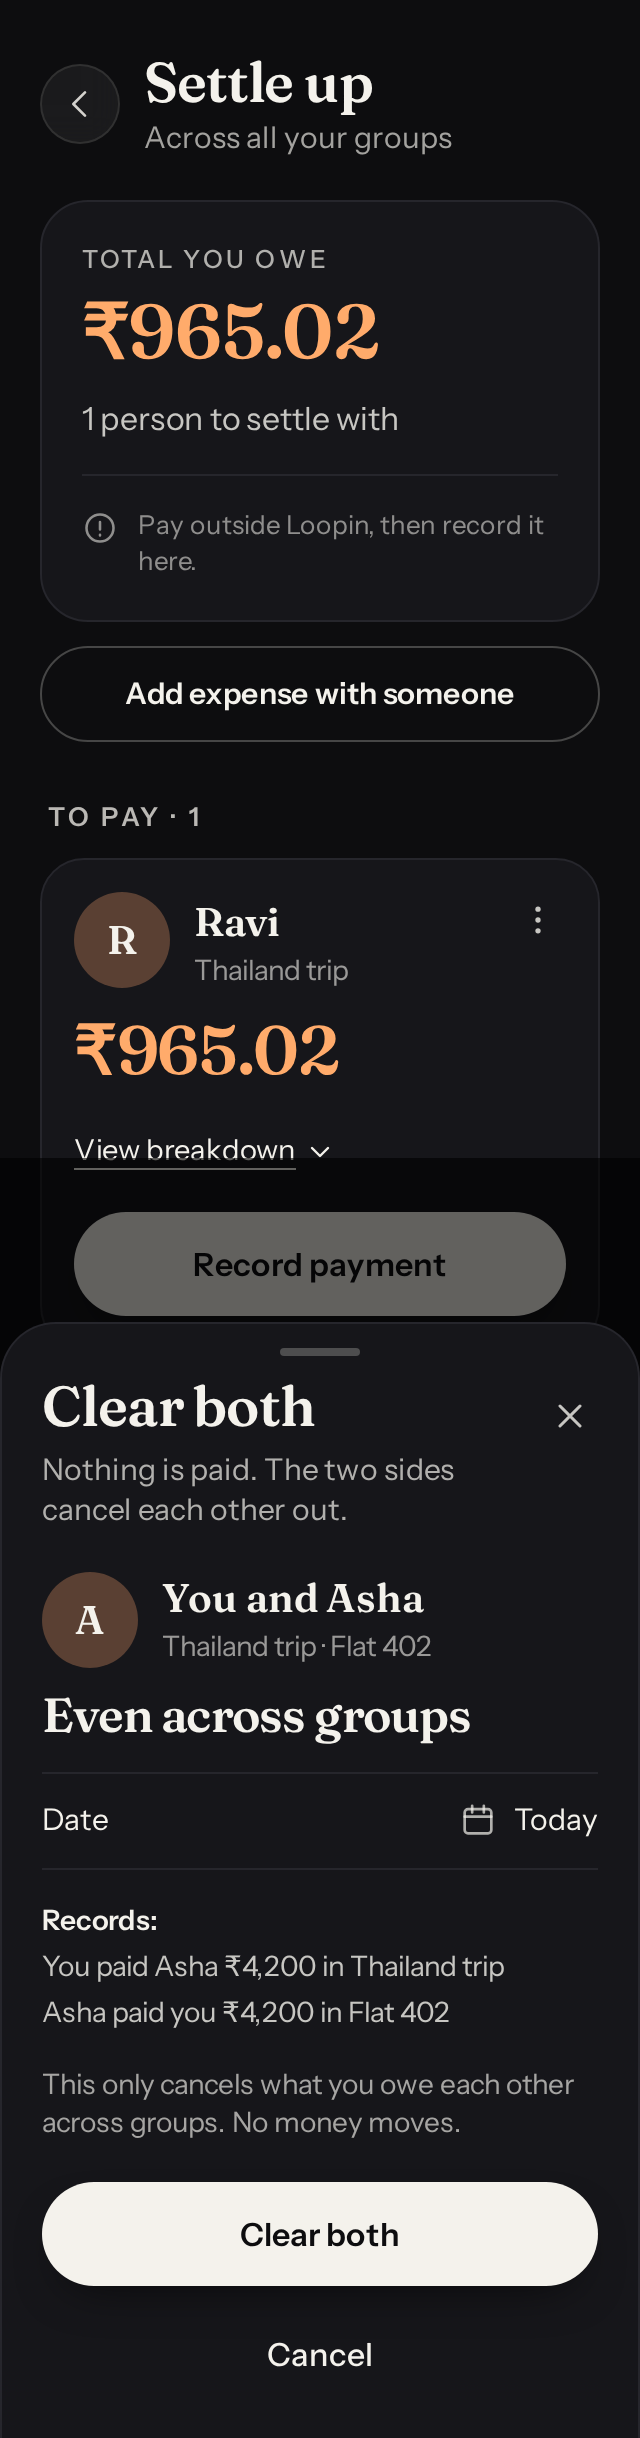 Settle up
Across all your groups
TOTAL YOU OWE
₹965.02
1 person to settle with
Pay outside Loopin, then record it
here.
Add expense with someone
TO PAY · 1
R
Ravi
Thailand trip
₹965.02
View breakdown
Record payment
Clear both
Nothing is paid. The two sides
cancel each other out.
A
You and Asha
Thailand trip · Flat 402
Even across groups
Date
Today
Records:
You paid Asha ₹4,200 in Thailand trip
Asha paid you ₹4,200 in Flat 402
This only cancels what you owe each other
across groups. No money moves.
Clear both
Cancel